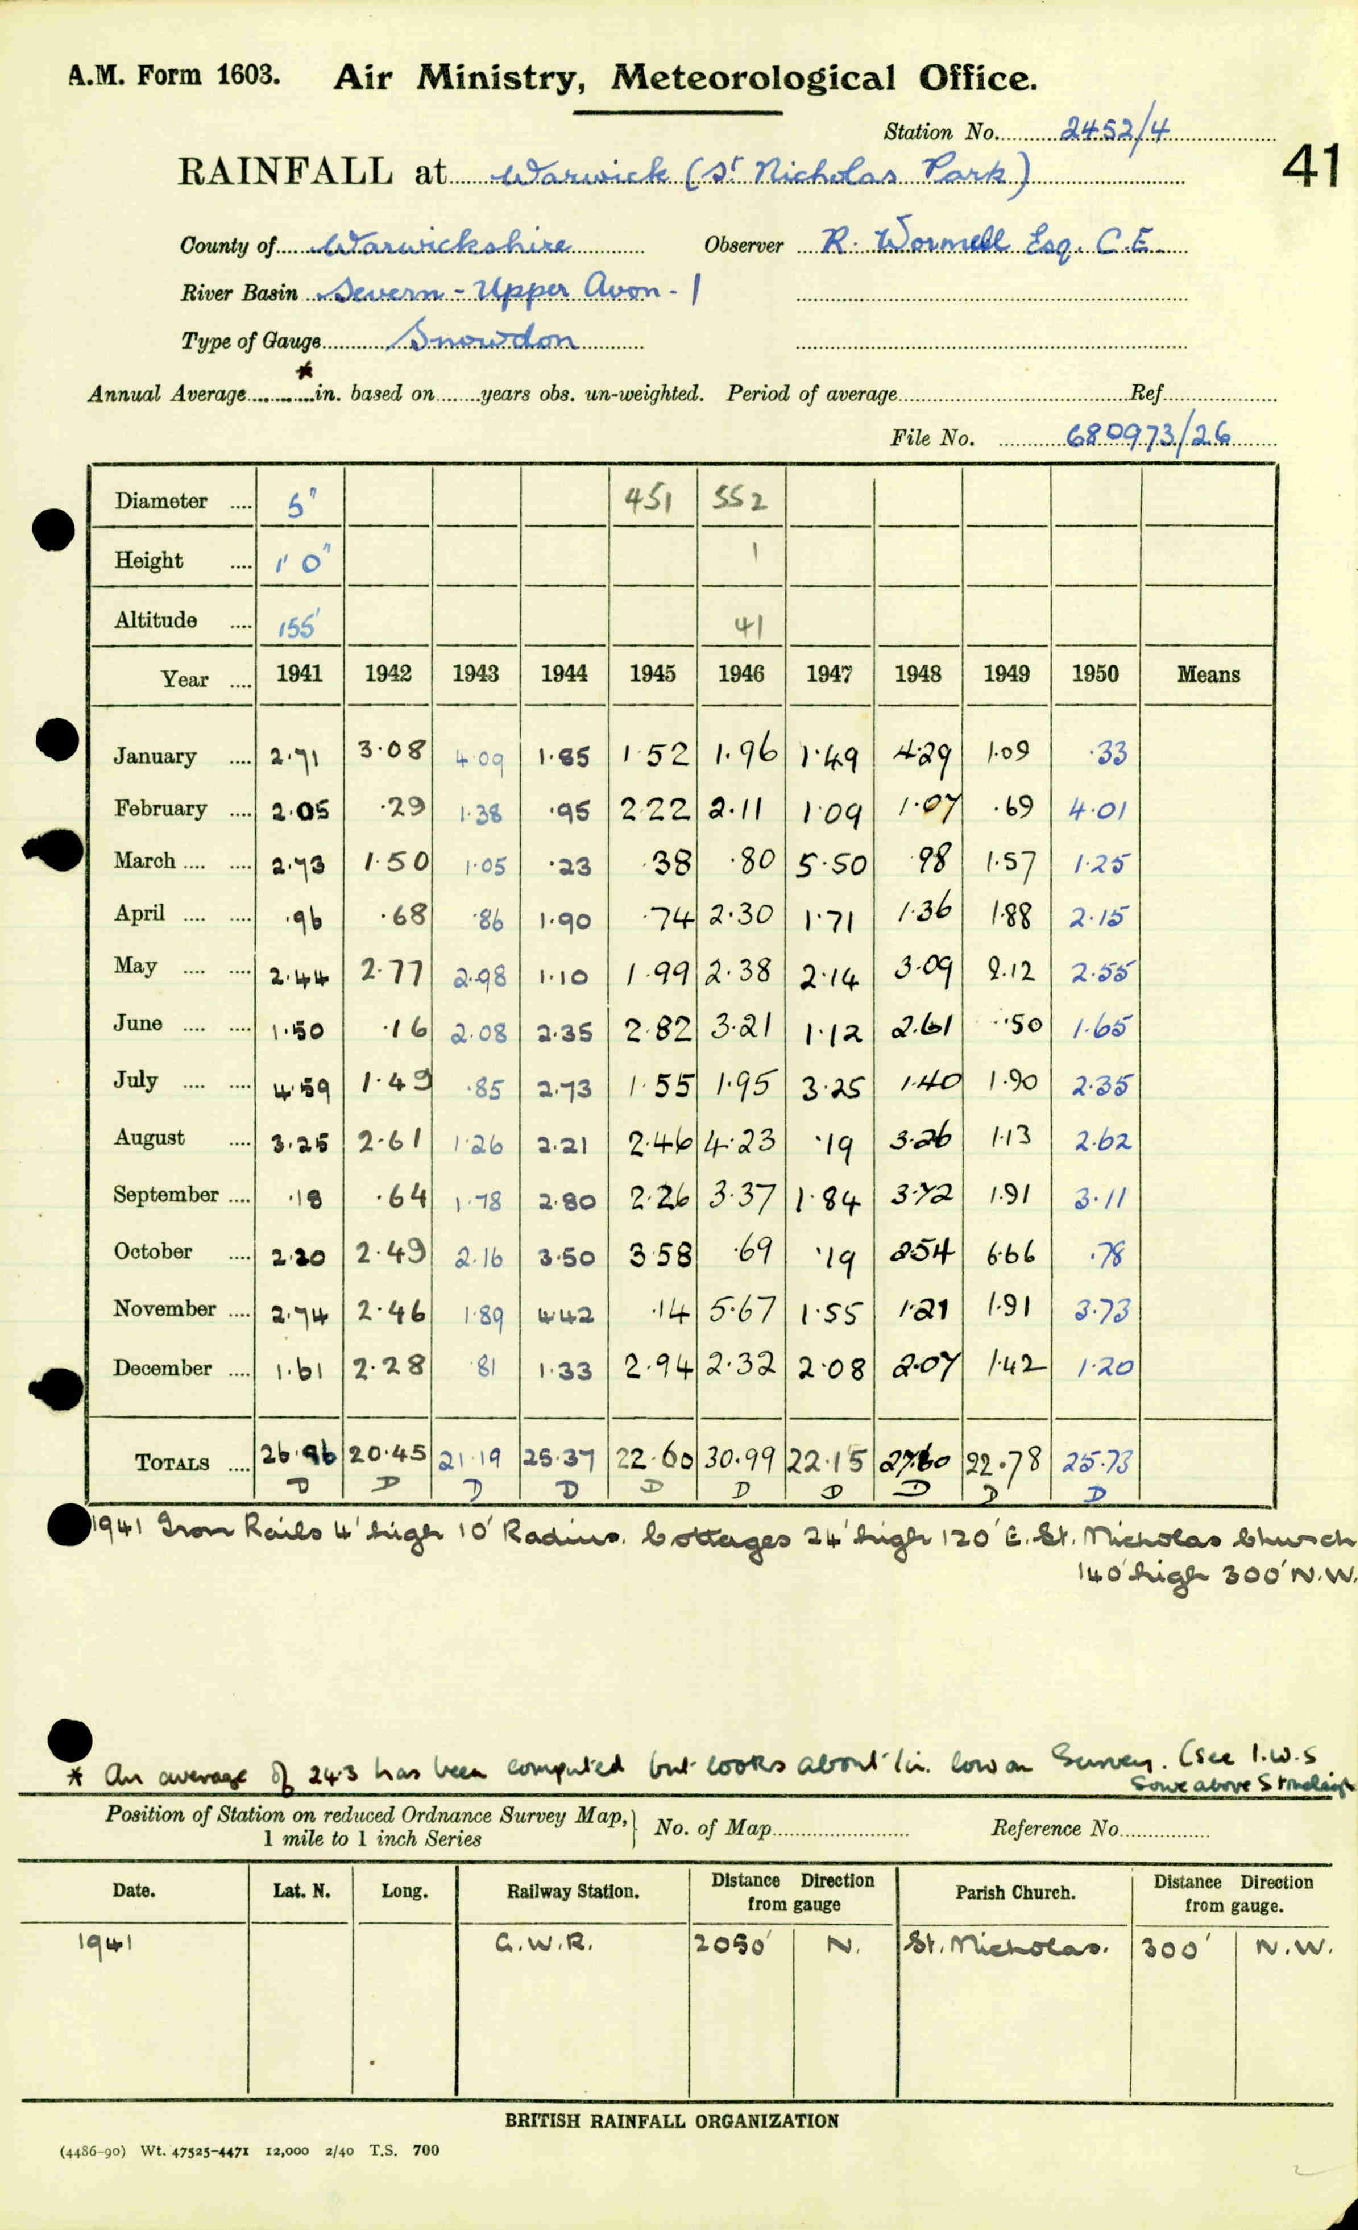 A.M. Form 1603. Air Ministry, Meteorological Office.
Station No. 2452/4
41
RAINFALL at Warwick (St Nicholas Park)
County of Warwickshire Observer R. Wormell Esq. C.E.
River Basin Severn - Upper Avon - 1
Type of Gauge Snowdon
Annual Average * in. based on years obs. un-weighted. Period of average Ref.
File No. 680973/26
Diameter 5" 451 552
Height 1' 0" 1
Altitude 155' 41
Year 1941 1942 1943 1944 1945 1946 1947 1948 1949 1950 Means
January 2.71 3.08 4.09 1.85 1.52 1.96 1.49 4.29 1.09 .33
February 2.05 .29 1.38 .95 2.22 2.11 1.09 1.07 .69 4.01
March 2.73 1.50 1.05 .23 .38 .80 5.50 .98 1.57 1.25
April .96 .68 .86 1.90 .74 2.30 1.71 1.36 1.88 2.15
May 2.44 2.77 2.98 1.10 1.99 2.38 2.14 3.09 2.12 2.55
June 1.50 .16 2.08 2.35 2.82 3.21 1.12 2.61 .50 1.65
July 4.59 1.49 .85 2.73 1.55 1.95 3.25 1.40 1.90 2.35
August 3.25 2.61 1.26 2.21 2.46 4.23 .19 3.26 1.13 2.62
September .18 .64 1.78 2.80 2.26 3.37 1.84 3.72 1.91 3.11
October 2.20 2.49 2.16 3.50 3.58 .69 .19 2.54 6.66 .78
November 2.74 2.46 1.89 4.42 .14 5.67 1.55 1.21 1.91 3.73
December 1.61 2.28 .81 1.33 2.94 2.32 2.08 2.07 1.42 1.20
TOTALS 26.96 20.45 21.19 25.37 22.60 30.99 22.15 27.60 22.78 25.73
D D D D D D D D D D
1941 Iron Rails 4' high 10' Radius. Cottages 24' high 120' E. St. Nicholas Church
140' high 300' N.W.
* An average of 24.3 has been computed but looks about 1 in. low on Survey. (See I.W.S
Sowe above Stoneleigh
Position of Station on reduced Ordnance Survey Map, } No. of Map Reference No.
1 mile to 1 inch Series
Date. Lat. N. Long. Railway Station. Distance Direction from gauge Parish Church. Distance Direction from gauge.
1941 G.W.R. 2050' N. St. Nicholas. 300' N.W.
BRITISH RAINFALL ORGANIZATION
(4486-90) Wt. 47525-4471 12,000 2/40 T.S. 700